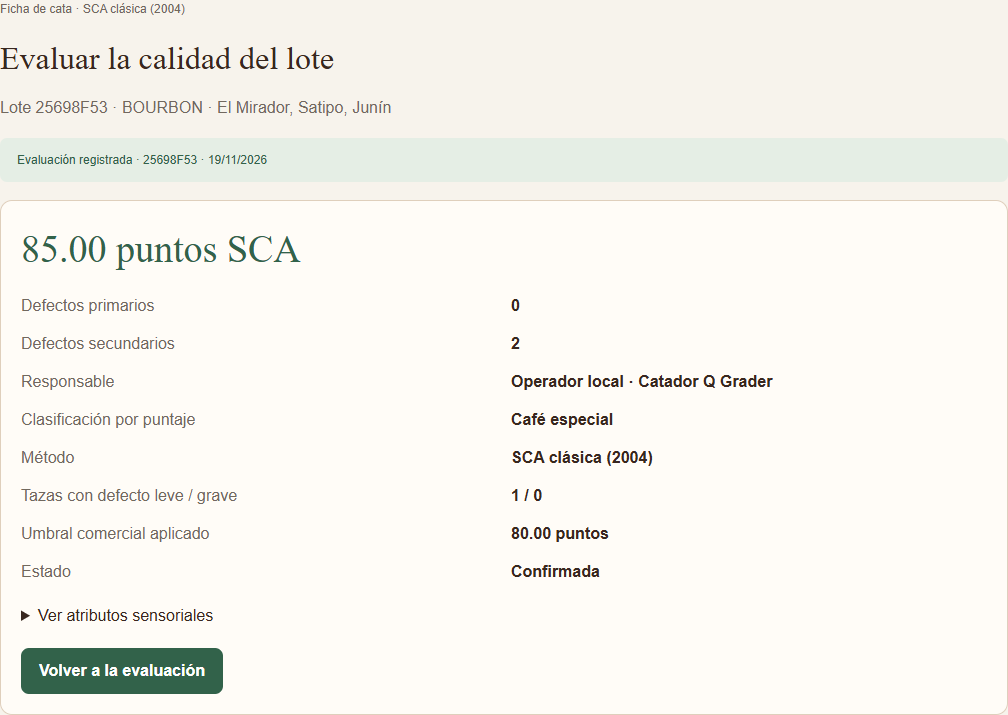 Ficha de cata · SCA clásica (2004)
Evaluar la calidad del lote
Lote 25698F53 · BOURBON · El Mirador, Satipo, Junín
Evaluación registrada · 25698F53 · 19/11/2026
85.00 puntos SCA
Defectos primarios 0
Defectos secundarios 2
Responsable Operador local · Catador Q Grader
Clasificación por puntaje Café especial
Método SCA clásica (2004)
Tazas con defecto leve / grave 1 / 0
Umbral comercial aplicado 80.00 puntos
Estado Confirmada
▶ Ver atributos sensoriales
Volver a la evaluación